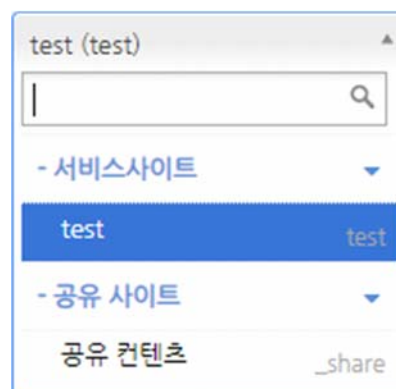 test (test)
- 서비스사이트
test test
- 공유 사이트
공유 컨텐츠 _share